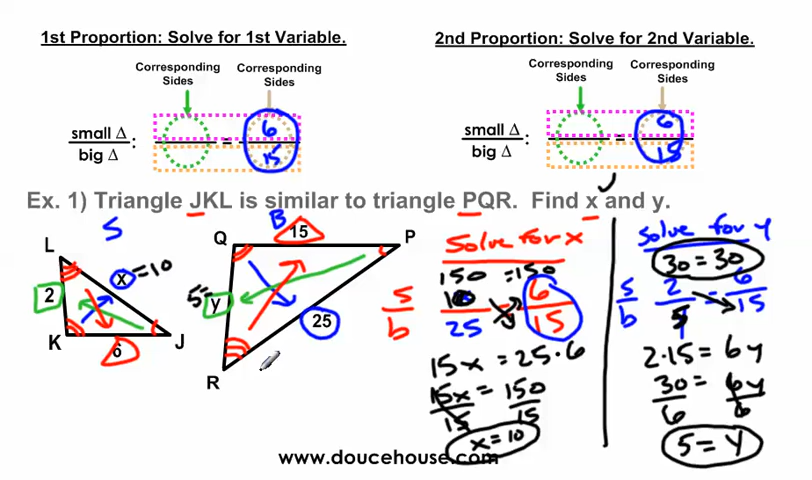 1st Proportion: Solve for 1st Variable.
2nd Proportion: Solve for 2nd Variable.
Corresponding Sides
Corresponding Sides
Corresponding Sides
Corresponding Sides
small Δ
big Δ
:
=
6
15
small Δ
big Δ
:
=
6
15
Ex. 1) Triangle JKL is similar to triangle PQR. Find x and y.
S
L
x = 10
2
K
6
J
B
Q
15
P
5=
y
25
R
Solve for x
150 = 150
s
b
10
25
=
6
15
15x = 25·6
15x = 150
15
15
x = 10
Solve for y
30 = 30
s
b
2
5
=
6
15
2·15 = 6y
30 = 6y
6
6
5 = y
www.doucehouse.com